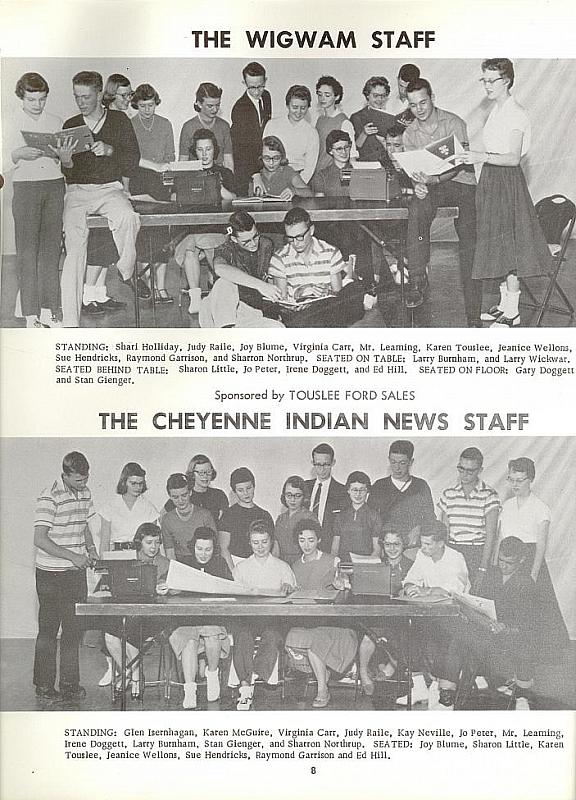 THE WIGWAM STAFF
STANDING: Shari Holliday, Judy Raile, Joy Blume, Virginia Carr, Mr. Leaming, Karen Touslee, Jeanice Wellons,
Sue Hendricks, Raymond Garrison, and Sharron Northrup. SEATED ON TABLE: Larry Burnham, and Larry Wickwar.
SEATED BEHIND TABLE: Sharon Little, Jo Peter, Irene Doggett, and Ed Hill. SEATED ON FLOOR: Gary Doggett
and Stan Gienger.
Sponsored by TOUSLEE FORD SALES
THE CHEYENNE INDIAN NEWS STAFF
STANDING: Glen Isernhagan, Karen McGuire, Virginia Carr, Judy Raile, Kay Neville, Jo Peter, Mr. Leaming,
Irene Doggett, Larry Burnham, Stan Gienger, and Sharron Northrup. SEATED: Joy Blume, Sharon Little, Karen
Touslee, Jeanice Wellons, Sue Hendricks, Raymond Garrison and Ed Hill.
8